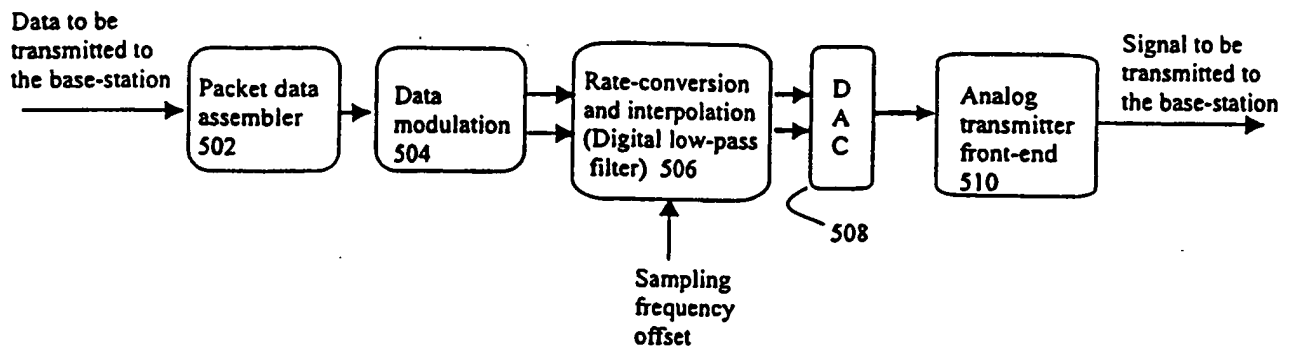 Data to be
transmitted to
the base-station
Packet data
assembler
502
Data
modulation
504
Rate-conversion
and interpolation
(Digital low-pass
filter) 506
D
A
C
508
Analog
transmitter
front-end
510
Signal to be
transmitted to
the base-station
Sampling
frequency
offset